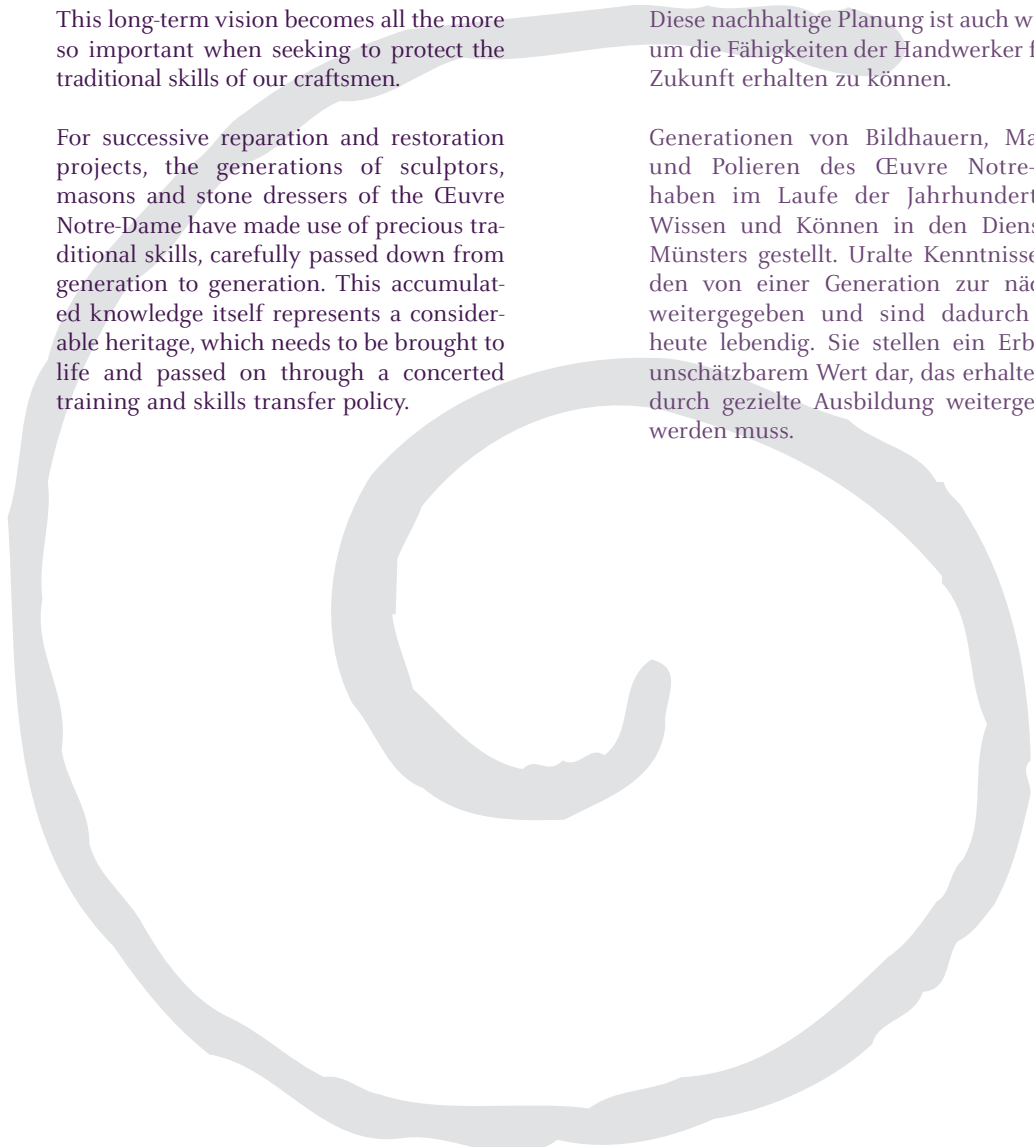 This long-term vision becomes all the more
so important when seeking to protect the
traditional skills of our craftsmen.
For successive reparation and restoration
projects, the generations of sculptors,
masons and stone dressers of the Œuvre
Notre-Dame have made use of precious tra-
ditional skills, carefully passed down from
generation to generation. This accumulat-
ed knowledge itself represents a consider-
able heritage, which needs to be brought to
life and passed on through a concerted
training and skills transfer policy.
Diese nachhaltige Planung ist auch
um die Fähigkeiten der Handwerker
Zukunft erhalten zu können.
Generationen von Bildhauern,
und Polieren des Œuvre Notre-
haben im Laufe der
Wissen und Können in den
Münsters gestellt. Uralte
den von einer Generation zur
weitergegeben und sind dadurch
heute lebendig. Sie stellen ein
unschätzbarem Wert dar, das
durch gezielte Ausbildung
werden muss.